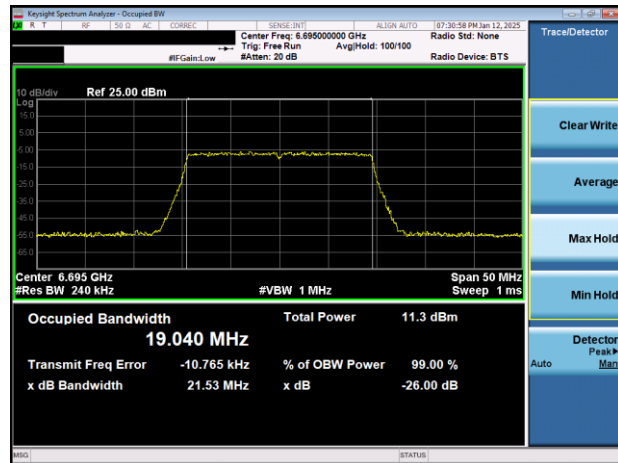 Keysight Spectrum Analyzer - Occupied BW
R T RF 50 Ω AC CORREC SENSE:INT ALIGN AUTO 07:30:58 PM Jan 12, 2025
Center Freq: 6.695000000 GHz Radio Std: None
Trig: Free Run Avg|Hold: 100/100
#IFGain:Low #Atten: 20 dB Radio Device: BTS
Trace/Detector
10 dB/div Ref 25.00 dBm
Log
15.0
5.00
-5.00
-15.0
-25.0
-35.0
-45.0
-55.0
-65.0
Center 6.695 GHz Span 50 MHz
#Res BW 240 kHz #VBW 1 MHz Sweep 1 ms
Occupied Bandwidth Total Power 11.3 dBm
19.040 MHz
Transmit Freq Error -10.765 kHz % of OBW Power 99.00 %
x dB Bandwidth 21.53 MHz x dB -26.00 dB
Clear Write
Average
Max Hold
Min Hold
Detector
Peak▶
Auto Man
MSG STATUS